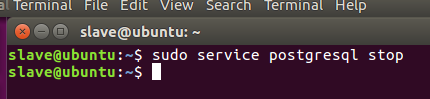 Terminal File Edit View Search Terminal Help
slave@ubuntu: ~
slave@ubuntu:~$ sudo service postgresql stop
slave@ubuntu:~$